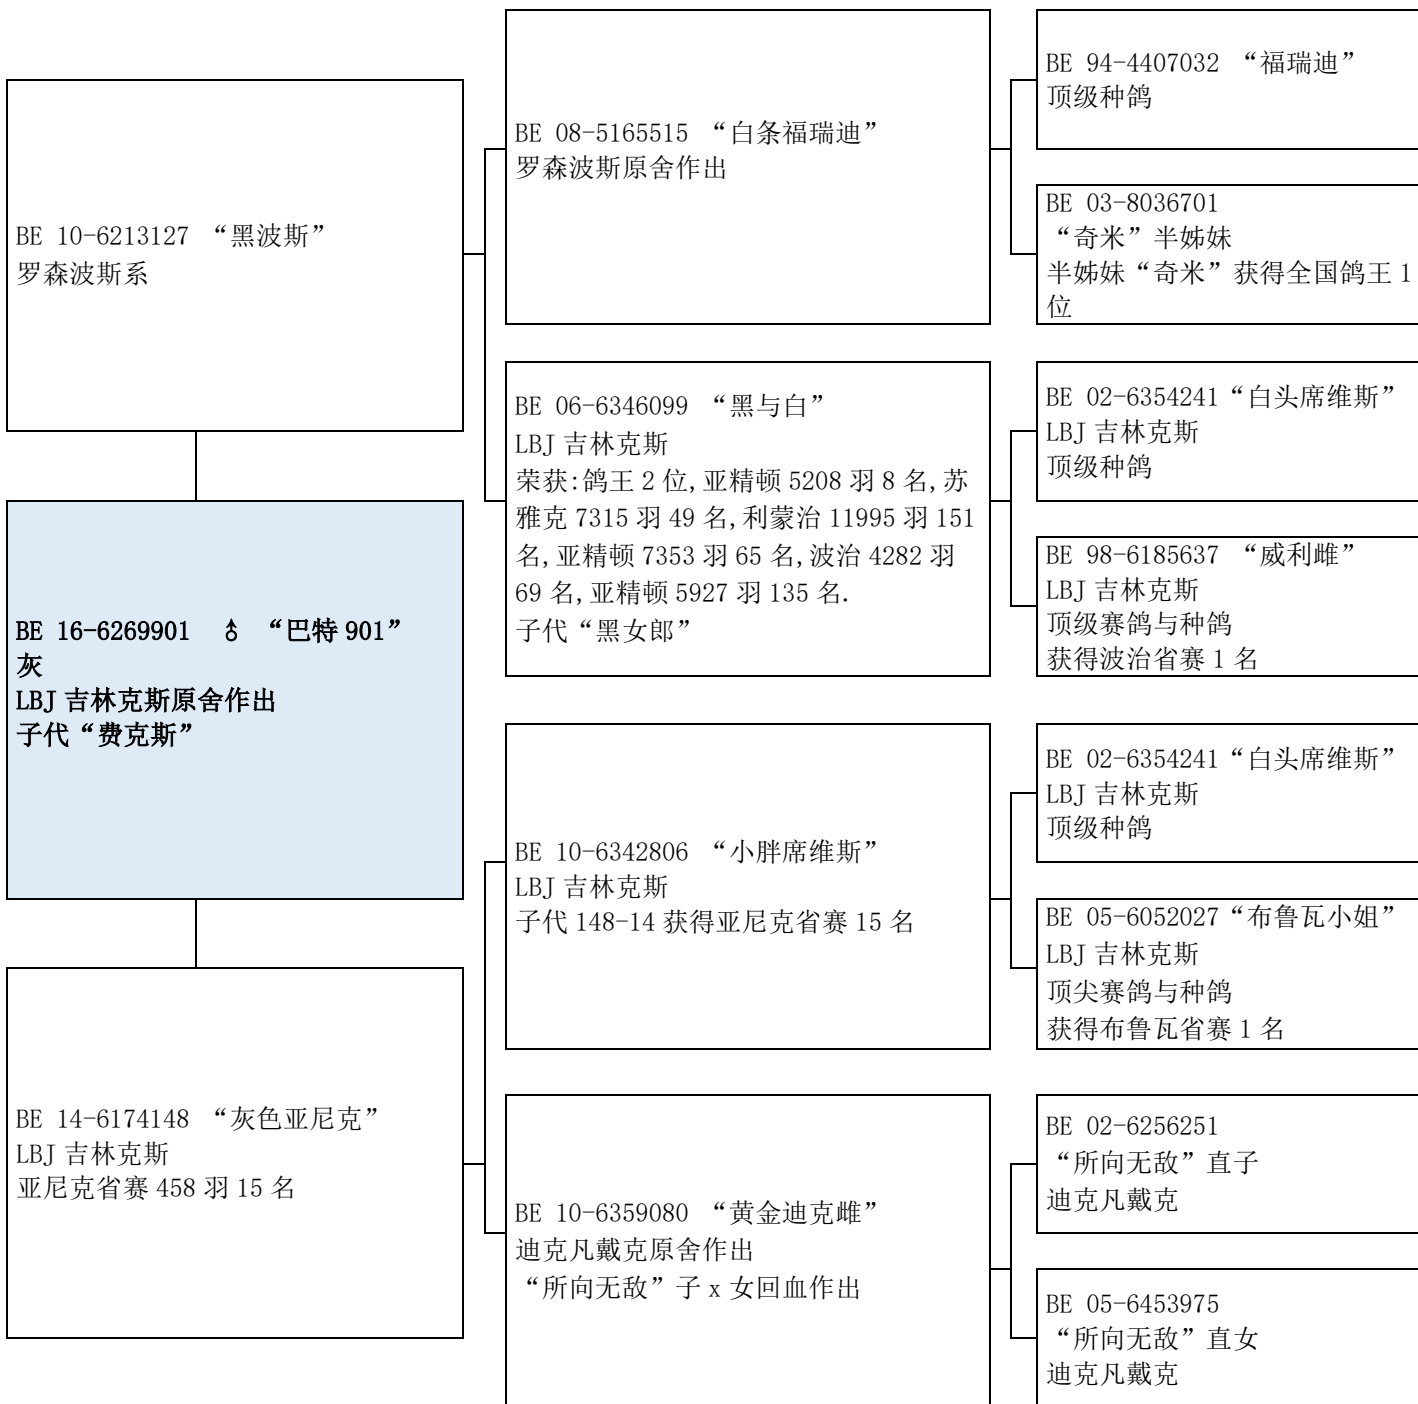 BE 10-6213127 “黑波斯”
罗森波斯系
BE 16-6269901 ♂ “巴特 901”
灰
LBJ 吉林克斯原舍作出
子代“费克斯”
BE 14-6174148 “灰色亚尼克”
LBJ 吉林克斯
亚尼克省赛 458 羽 15 名
BE 08-5165515 “白条福瑞迪”
罗森波斯原舍作出
BE 06-6346099 “黑与白”
LBJ 吉林克斯
荣获:鸽王 2 位,亚精顿 5208 羽 8 名,苏
雅克 7315 羽 49 名,利蒙治 11995 羽 151
名,亚精顿 7353 羽 65 名,波治 4282 羽
69 名,亚精顿 5927 羽 135 名.
子代“黑女郎”
BE 10-6342806 “小胖席维斯”
LBJ 吉林克斯
子代 148-14 获得亚尼克省赛 15 名
BE 10-6359080 “黄金迪克雌”
迪克凡戴克原舍作出
“所向无敌”子 x 女回血作出
BE 94-4407032 “福瑞迪”
顶级种鸽
BE 03-8036701
“奇米”半姊妹
半姊妹“奇米”获得全国鸽王 1
位
BE 02-6354241“白头席维斯”
LBJ 吉林克斯
顶级种鸽
BE 98-6185637 “威利雌”
LBJ 吉林克斯
顶级赛鸽与种鸽
获得波治省赛 1 名
BE 02-6354241“白头席维斯”
LBJ 吉林克斯
顶级种鸽
BE 05-6052027“布鲁瓦小姐”
LBJ 吉林克斯
顶尖赛鸽与种鸽
获得布鲁瓦省赛 1 名
BE 02-6256251
“所向无敌”直子
迪克凡戴克
BE 05-6453975
“所向无敌”直女
迪克凡戴克